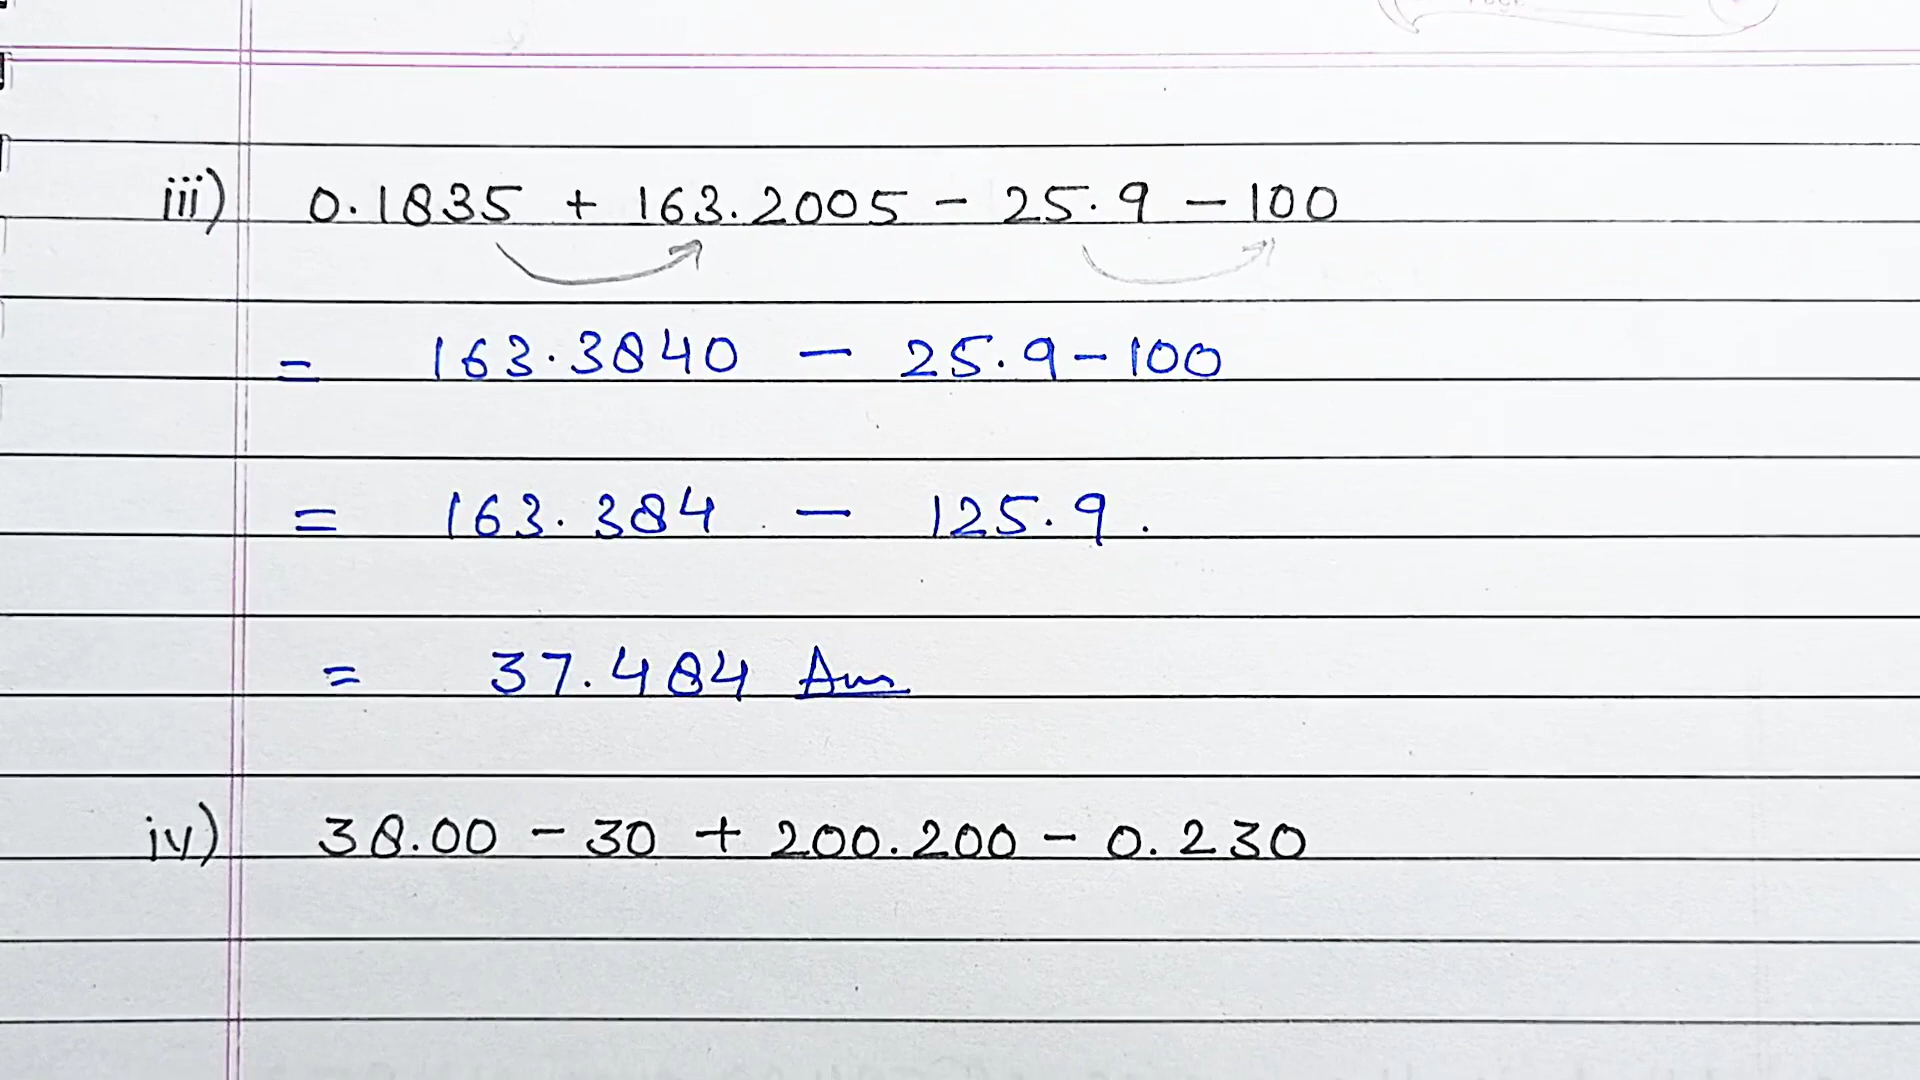 iii) 0.1835 + 163.2005 - 25.9 - 100
= 163.3840 - 25.9 - 100
= 163.384 - 125.9.
= 37.484 Ans
iv) 38.00 - 30 + 200.200 - 0.230